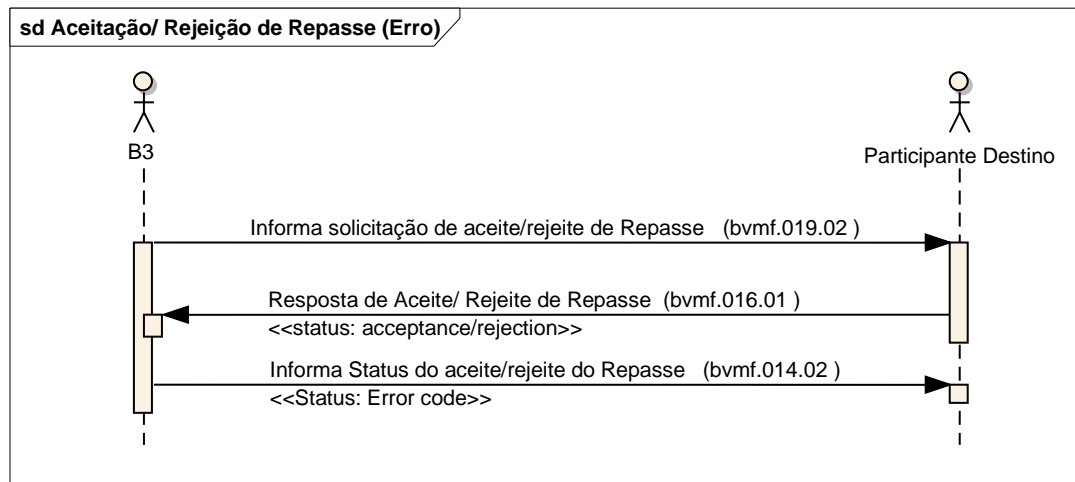 sd Aceitação/ Rejeição de Repasse (Erro)
B3
Participante Destino
Informa solicitação de aceite/rejeite de Repasse (bvmf.019.02 )
Resposta de Aceite/ Rejeite de Repasse (bvmf.016.01 )
<<status: acceptance/rejection>>
Informa Status do aceite/rejeite do Repasse (bvmf.014.02 )
<<Status: Error code>>